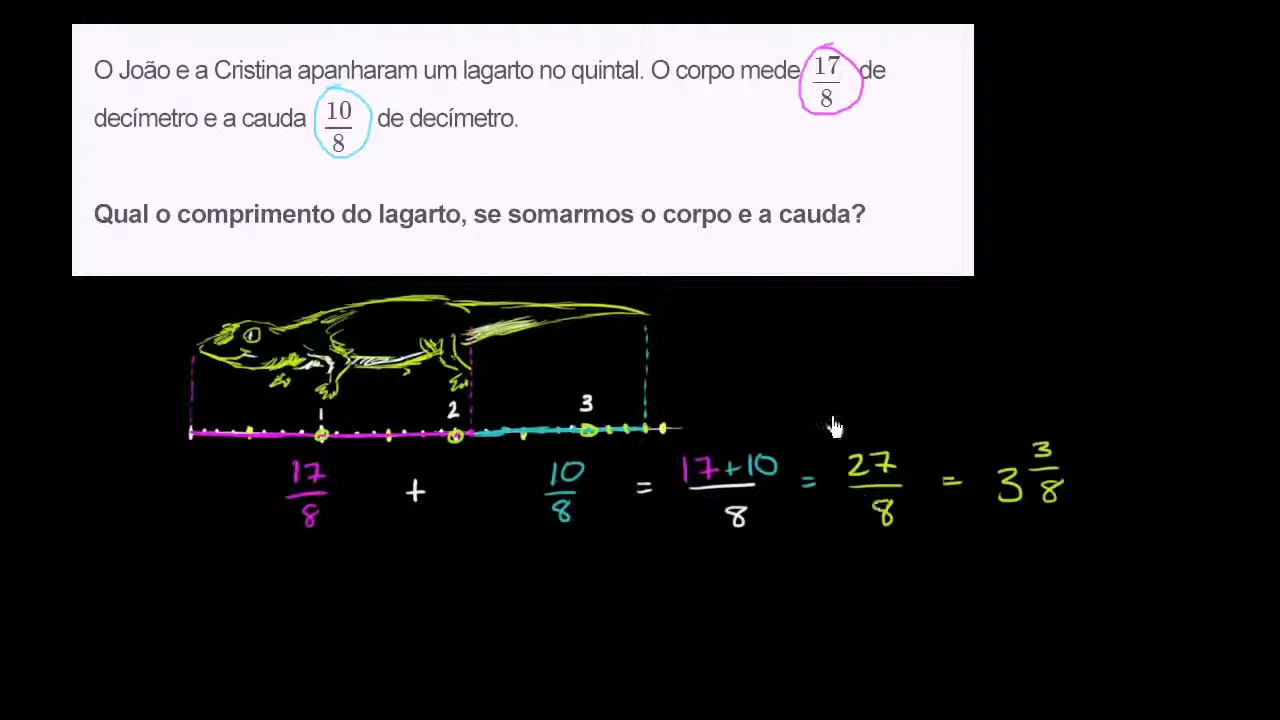 O João e a Cristina apanharam um lagarto no quintal. O corpo mede 17/8 de
decímetro e a cauda 10/8 de decímetro.
Qual o comprimento do lagarto, se somarmos o corpo e a cauda?
2 3
17/8 + 10/8 = 17+10/8 = 27/8 = 3 3/8